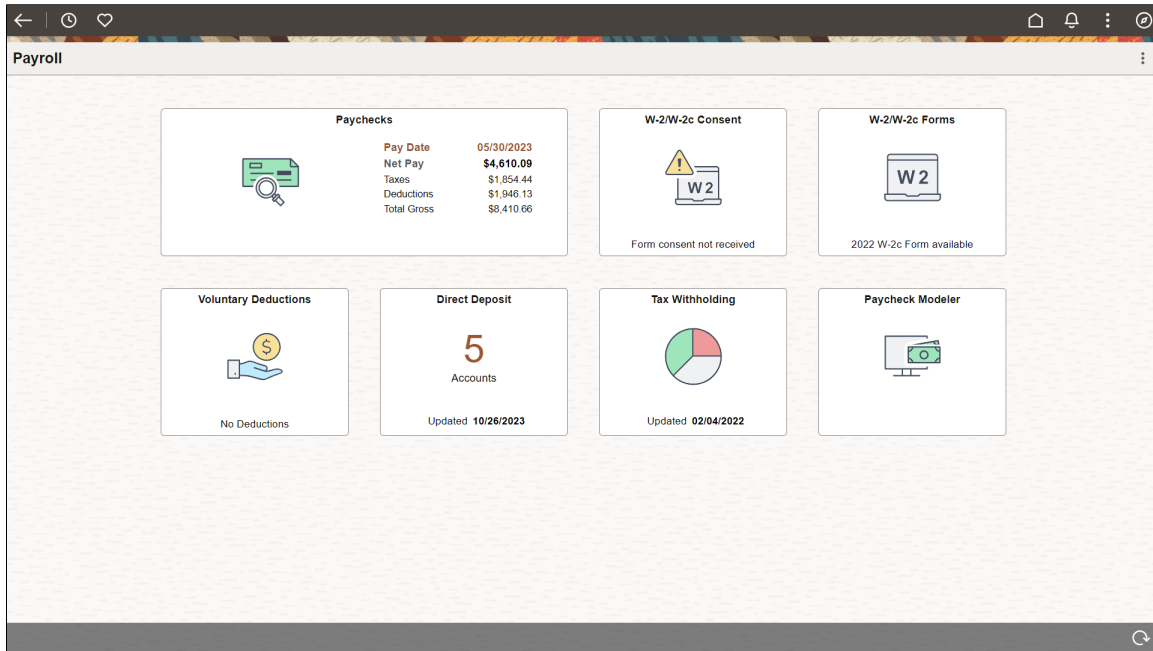 Payroll
Paychecks
Pay Date 05/30/2023
Net Pay $4,610.09
Taxes $1,854.44
Deductions $1,946.13
Total Gross $8,410.66
W-2/W-2c Consent
W 2
Form consent not received
W-2/W-2c Forms
W 2
2022 W-2c Form available
Voluntary Deductions
$
No Deductions
Direct Deposit
5
Accounts
Updated 10/26/2023
Tax Withholding
Updated 02/04/2022
Paycheck Modeler